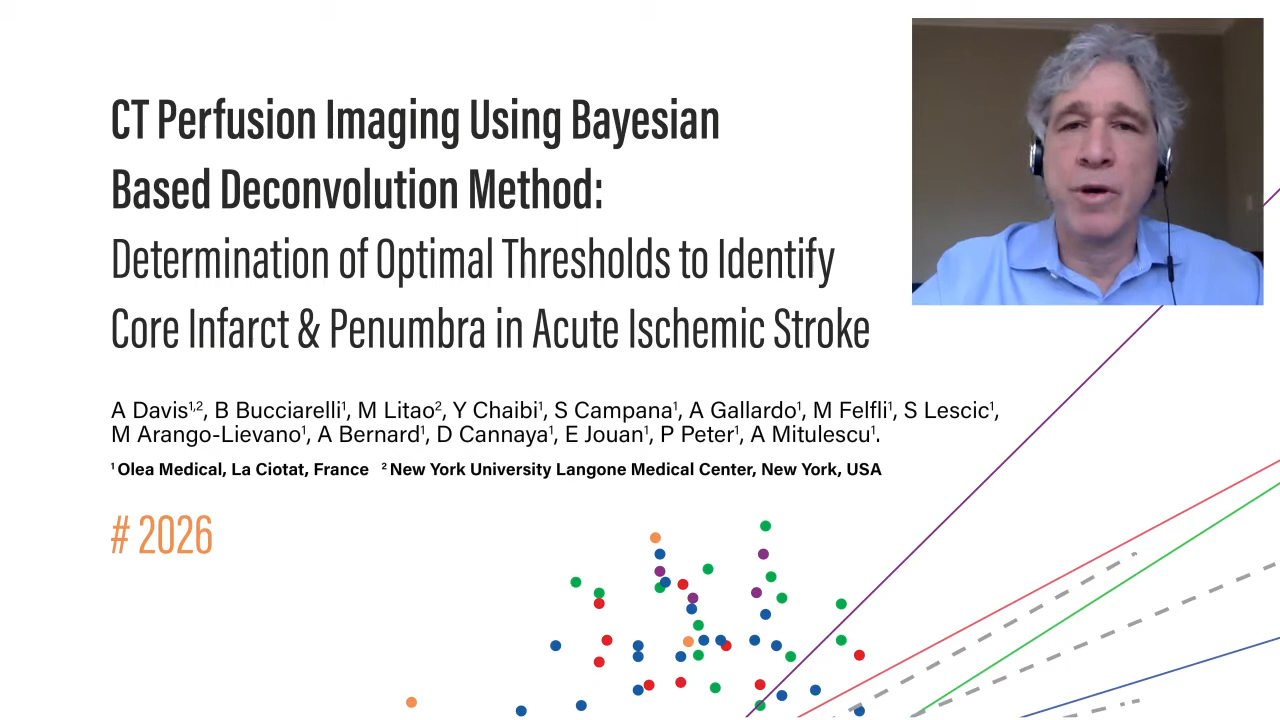 CT Perfusion Imaging Using Bayesian
Based Deconvolution Method:
Determination of Optimal Thresholds to Identify
Core Infarct & Penumbra in Acute Ischemic Stroke
A Davis¹,², B Bucciarelli¹, M Litao², Y Chaibi¹, S Campana¹, A Gallardo¹, M Felfli¹, S Lescic¹,
M Arango-Lievano¹, A Bernard¹, D Cannaya¹, E Jouan¹, P Peter¹, A Mitulescu¹.
¹ Olea Medical, La Ciotat, France ² New York University Langone Medical Center, New York, USA
# 2026